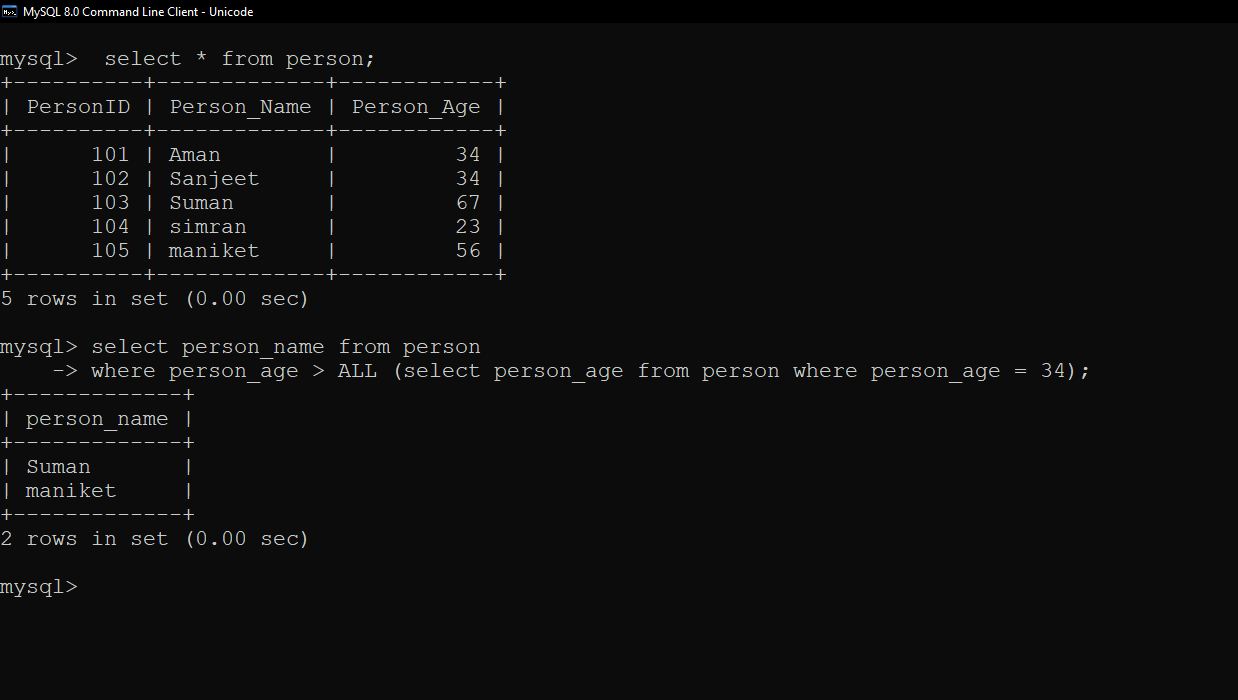 MySQL 8.0 Command Line Client - Unicode
mysql>  select * from person;
+----------+-------------+------------+
| PersonID | Person_Name | Person_Age |
+----------+-------------+------------+
|      101 | Aman        |         34 |
|      102 | Sanjeet     |         34 |
|      103 | Suman       |         67 |
|      104 | simran      |         23 |
|      105 | maniket     |         56 |
+----------+-------------+------------+
5 rows in set (0.00 sec)
mysql> select person_name from person
    -> where person_age > ALL (select person_age from person where person_age = 34);
+-------------+
| person_name |
+-------------+
| Suman       |
| maniket     |
+-------------+
2 rows in set (0.00 sec)
mysql>